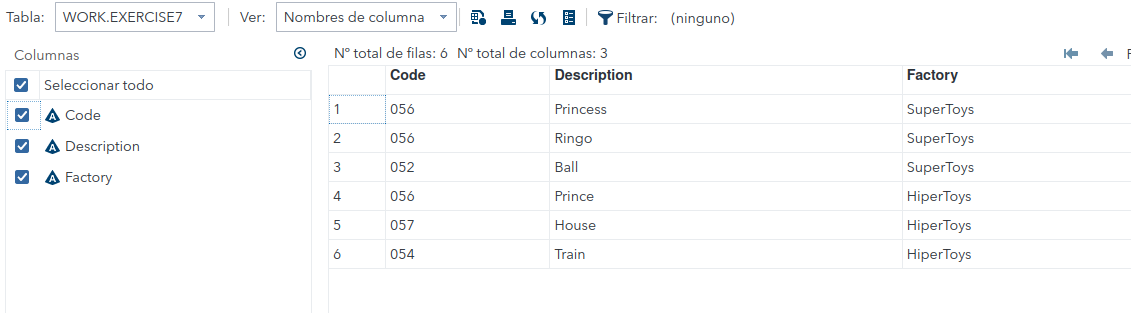 Tabla: WORK.EXERCISE7 Ver: Nombres de columna Filtrar: (ninguno)
Columnas
Seleccionar todo
Code
Description
Factory
Nº total de filas: 6 Nº total de columnas: 3
Code Description Factory
1 056 Princess SuperToys
2 056 Ringo SuperToys
3 052 Ball SuperToys
4 056 Prince HiperToys
5 057 House HiperToys
6 054 Train HiperToys